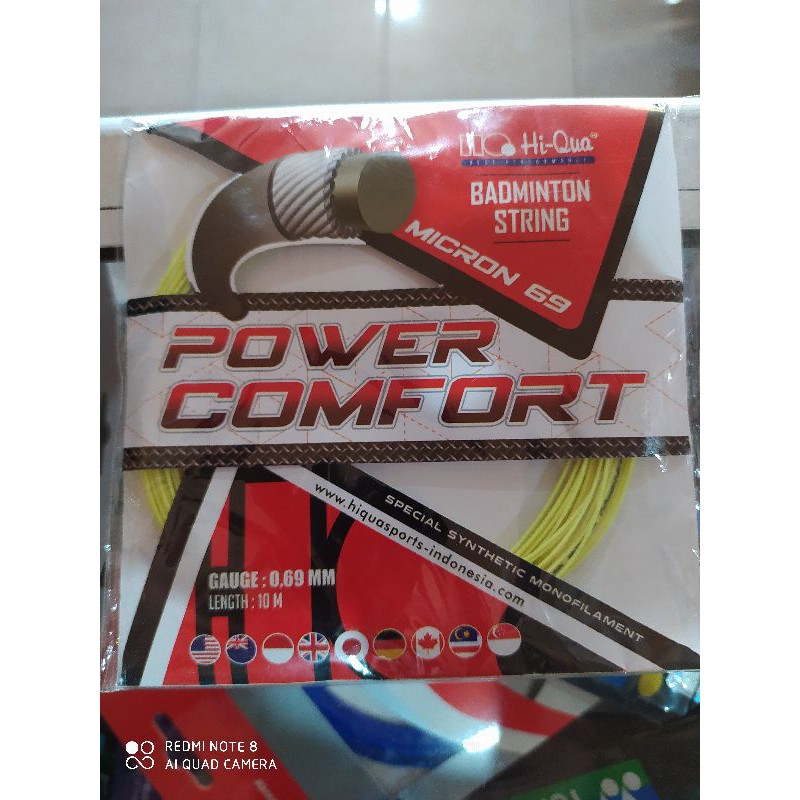 Hi-Qua
BADMINTON
STRING
MICRON 69
POWER
COMFORT
SPECIAL SYNTHETIC MONOFILAMENT
www.hiquasports-indonesia.com
GAUGE : 0,69 MM
LENGTH : 10 M
REDMI NOTE 8
AI QUAD CAMERA